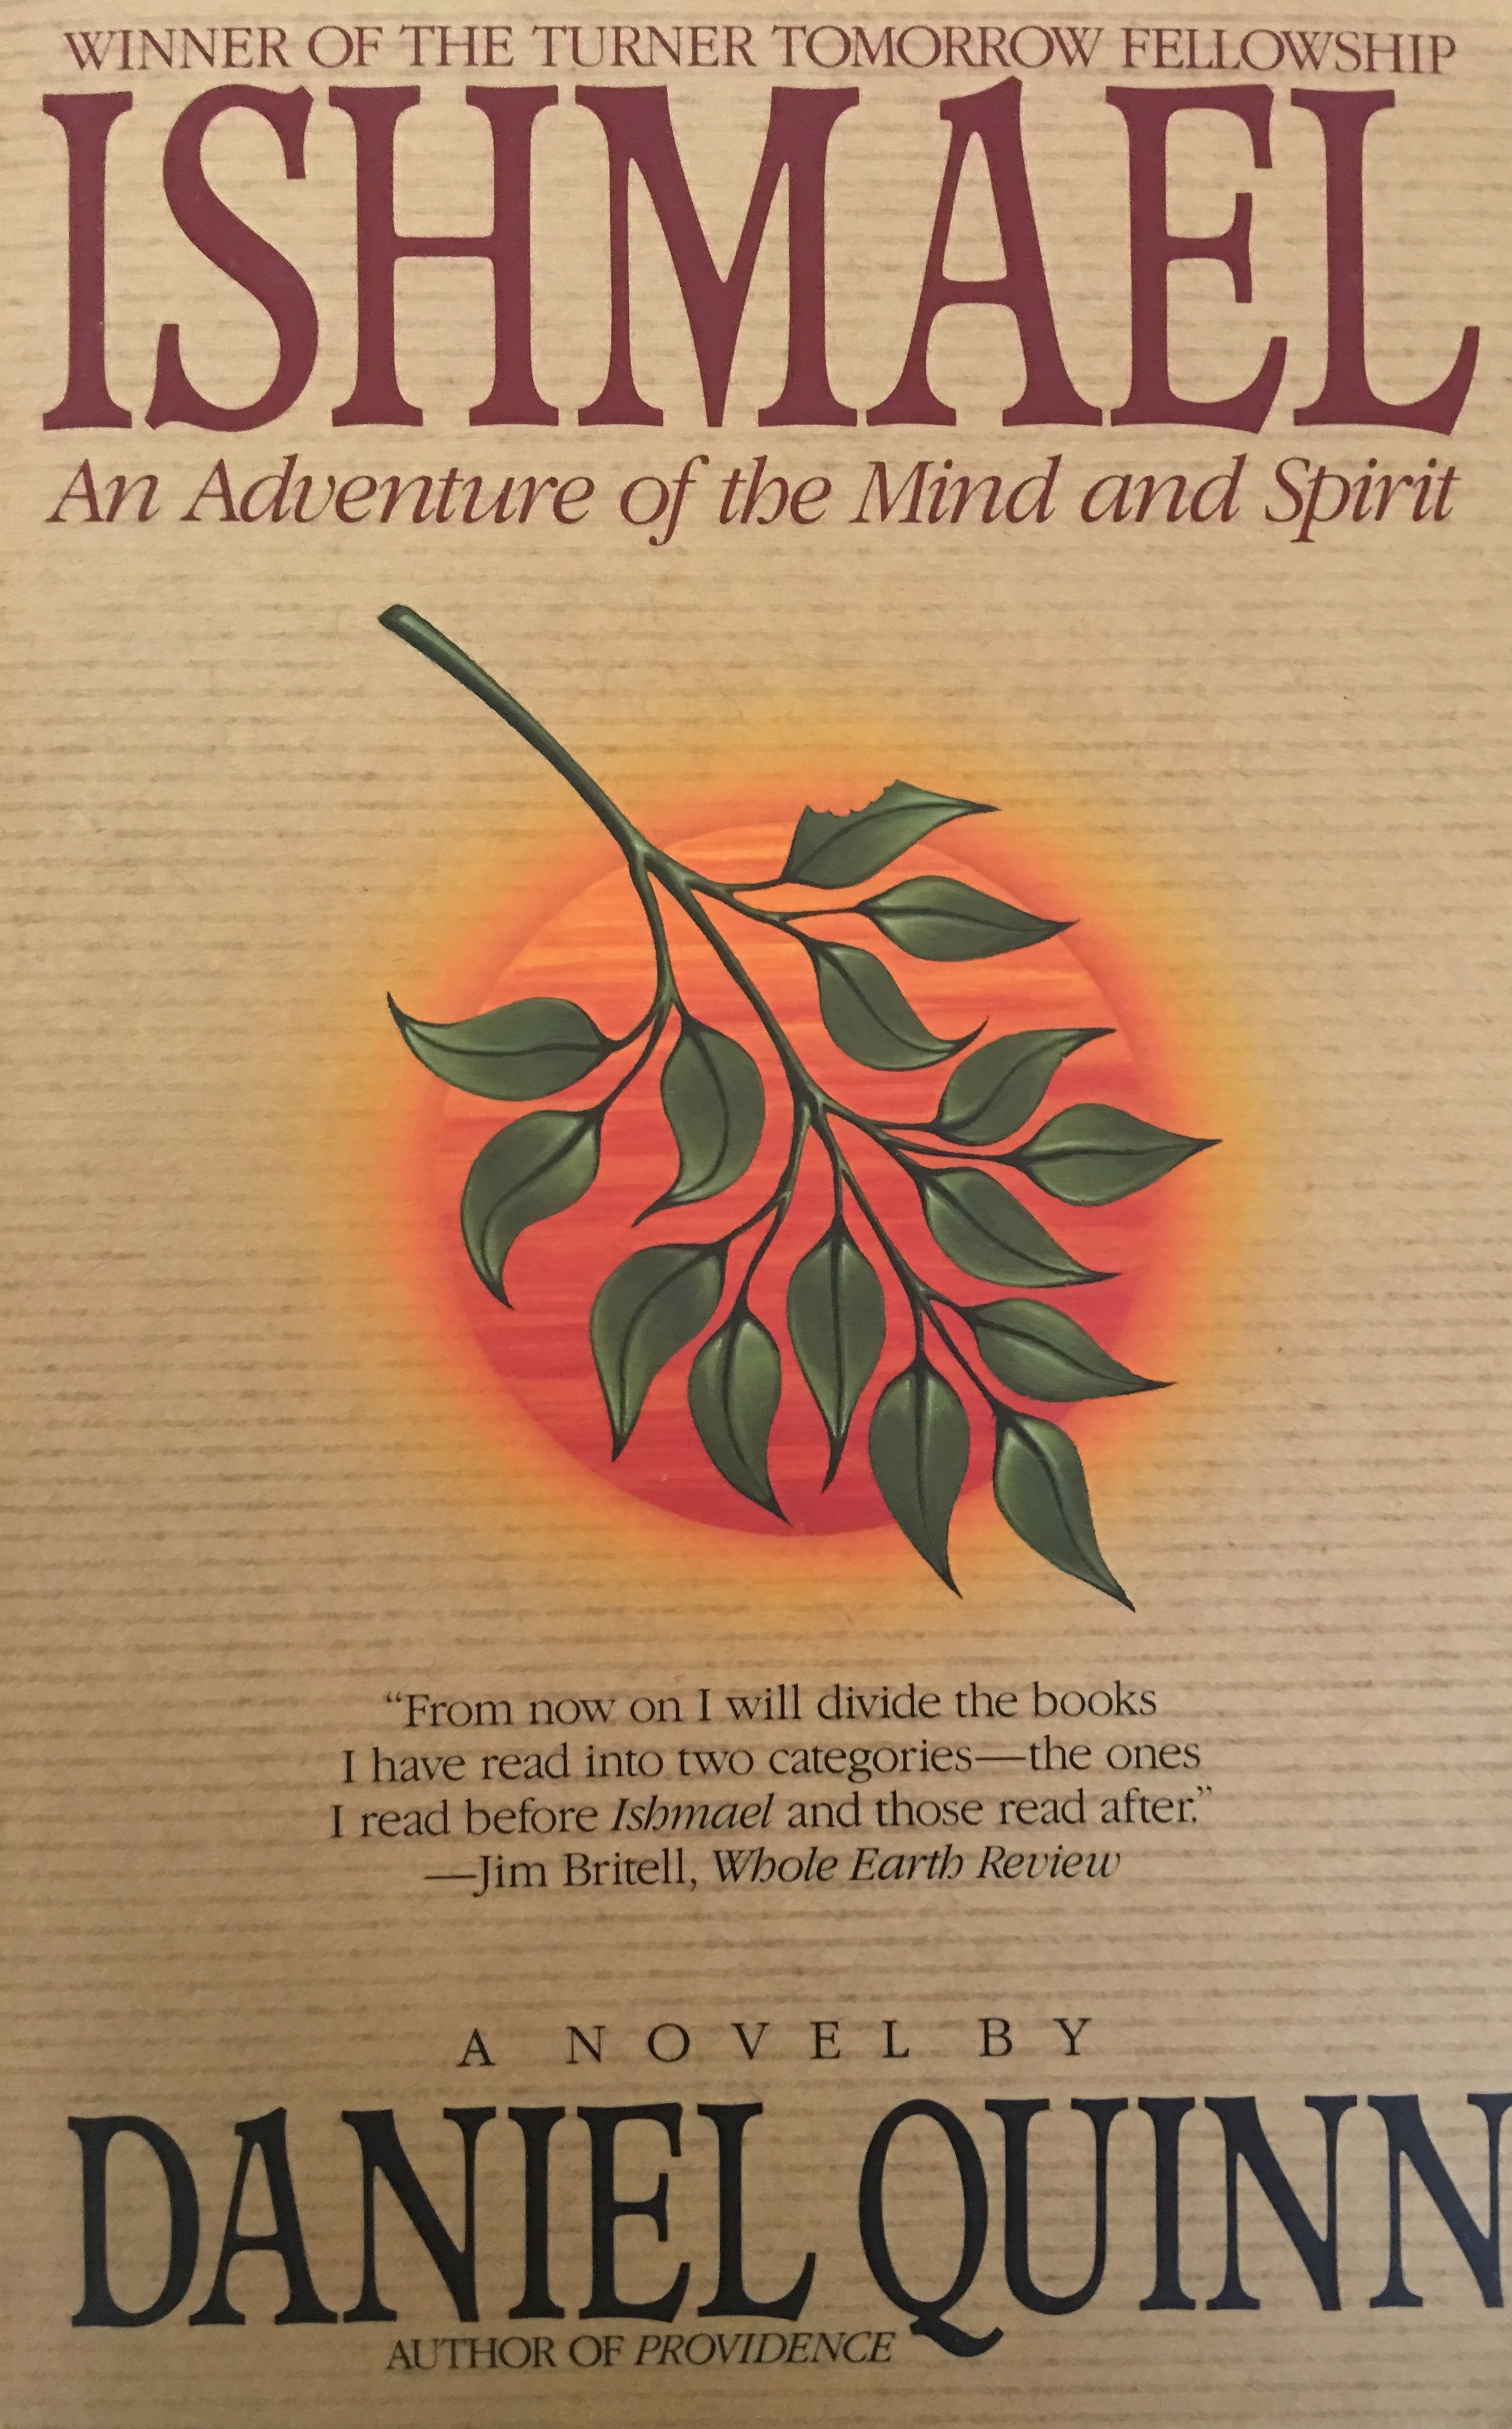 WINNER OF THE TURNER TOMORROW FELLOWSHIP
ISHMAEL
An Adventure of the Mind and Spirit
“From now on I will divide the books
I have read into two categories—the ones
I read before Ishmael and those read after.”
—Jim Britell, Whole Earth Review
A NOVEL BY
DANIEL QUINN
AUTHOR OF PROVIDENCE